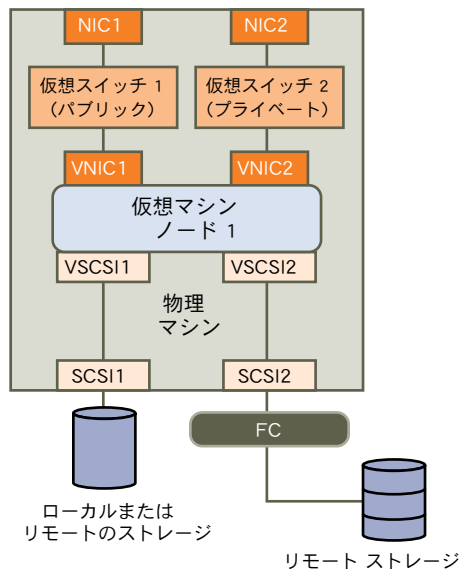 NIC1
NIC2
仮想スイッチ 1
（パブリック）
仮想スイッチ 2
（プライベート）
VNIC1
VNIC2
仮想マシン
ノード 1
VSCSI1
VSCSI2
物理
マシン
SCSI1
SCSI2
FC
ローカルまたは
リモートのストレージ
リモート ストレージ